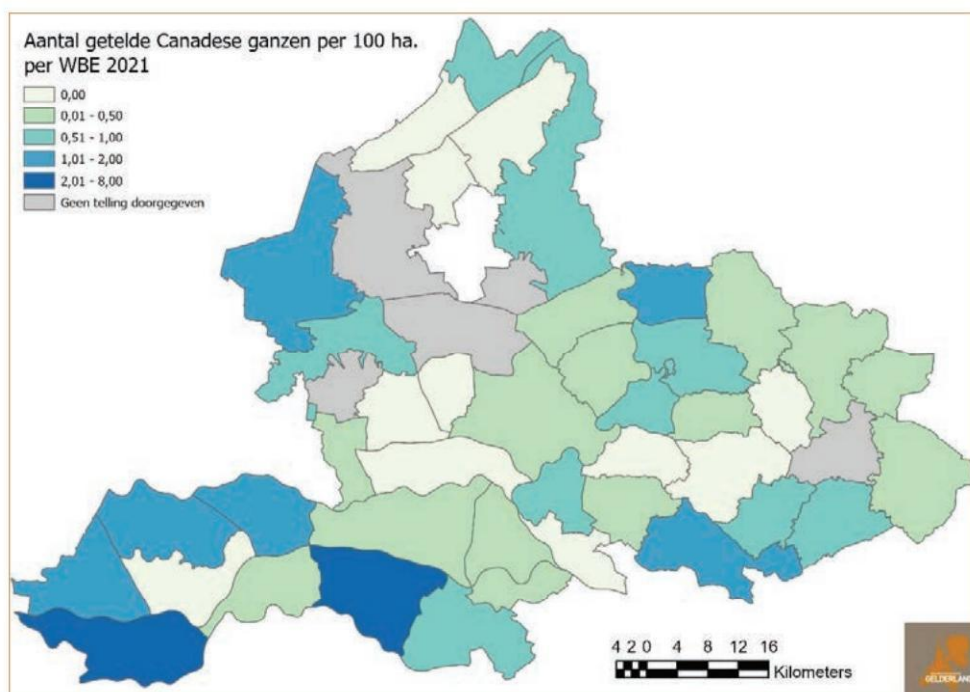 Aantal getelde Canadese ganzen per 100 ha.
per WBE 2021
0,00
0,01 - 0,50
0,51 - 1,00
1,01 - 2,00
2,01 - 8,00
Geen telling doorgegeven
4 2 0 4 8 12 16
Kilometers
GELDERLAND